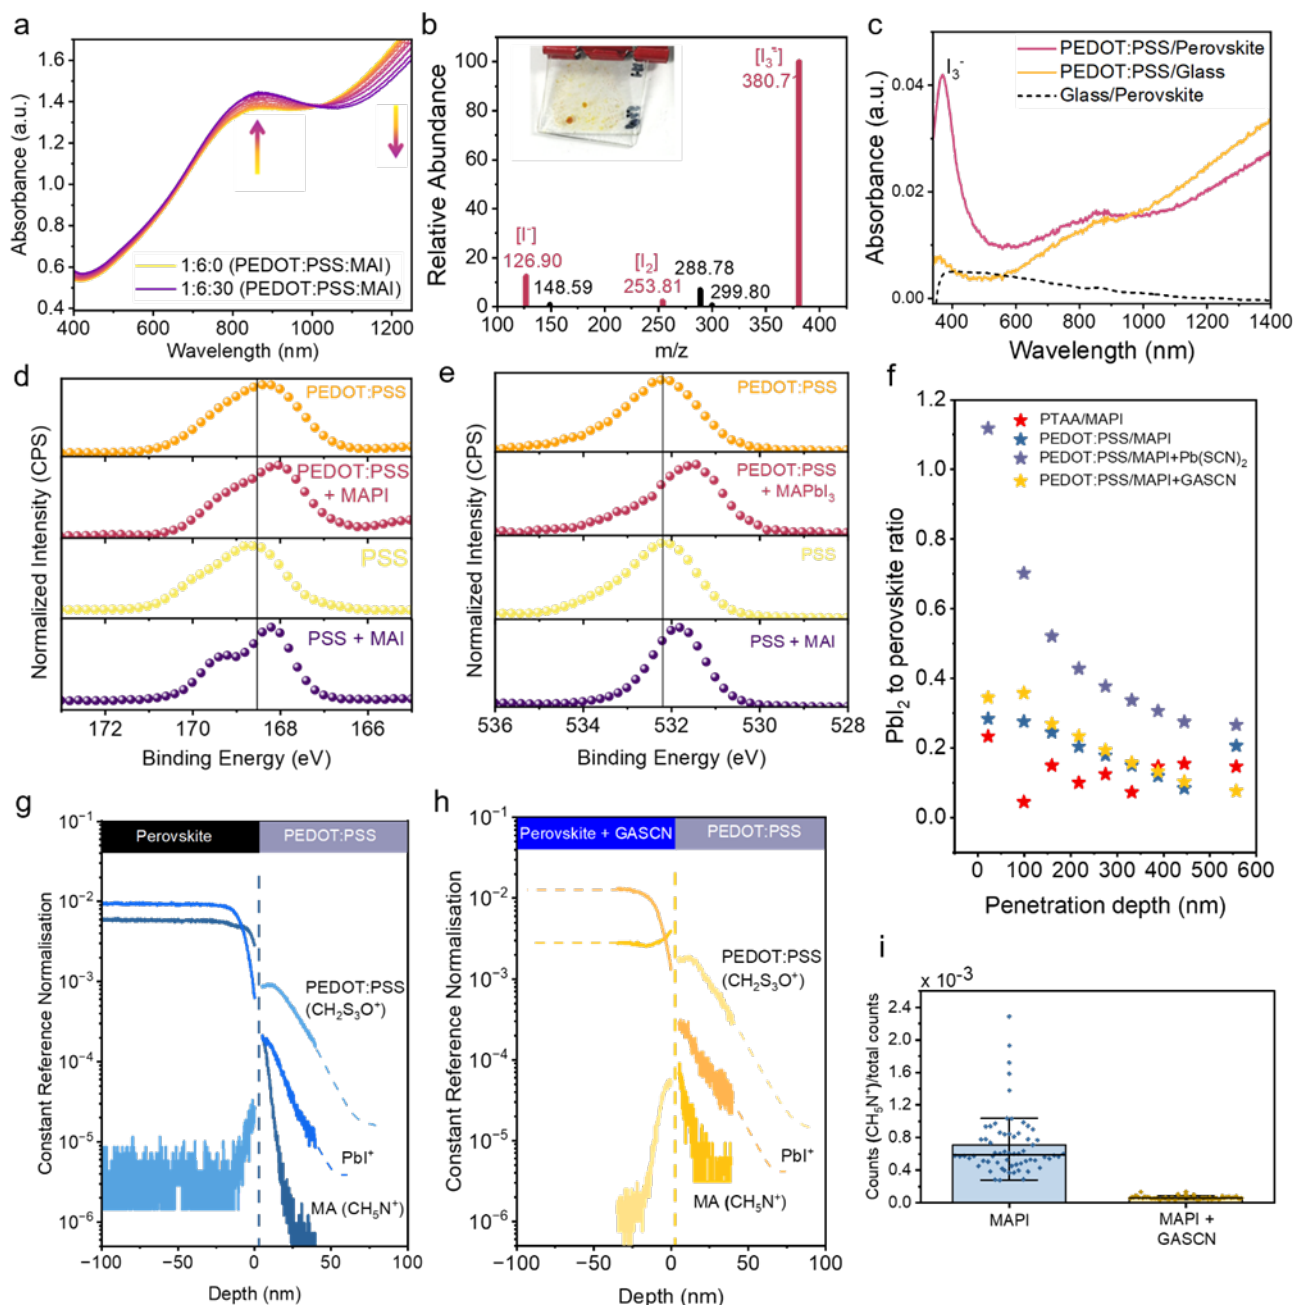 a
Absorbance (a.u.)
1.6
1.4
1.2
1.0
0.8
0.6
0.4
1:6:0 (PEDOT:PSS:MAI)
1:6:30 (PEDOT:PSS:MAI)
400 600 800 1000 1200
Wavelength (nm)
b
Relative Abundance
100
80
60
40
20
0
[I₃⁻]
380.71
[I⁻]
126.90
148.59
[I₂]
253.81
288.78
299.80
100 150 200 250 300 350 400
m/z
c
Absorbance (a.u.)
0.04
0.02
0.00
I₃⁻
PEDOT:PSS/Perovskite
PEDOT:PSS/Glass
Glass/Perovskite
400 600 800 1000 1200 1400
Wavelength (nm)
d
Normalized Intensity (CPS)
PEDOT:PSS
PEDOT:PSS
+ MAPI
PSS
PSS + MAI
172 170 168 166
Binding Energy (eV)
e
Normalized Intensity (CPS)
PEDOT:PSS
PEDOT:PSS
+ MAPbI₃
PSS
PSS + MAI
536 534 532 530 528
Binding Energy (eV)
f
PbI₂ to perovskite ratio
1.2
1.0
0.8
0.6
0.4
0.2
0.0
PTAA/MAPI
PEDOT:PSS/MAPI
PEDOT:PSS/MAPI+Pb(SCN)₂
PEDOT:PSS/MAPI+GASCN
0 100 200 300 400 500 600
Penetration depth (nm)
g
Constant Reference Normalisation
10⁻¹
10⁻²
10⁻³
10⁻⁴
10⁻⁵
10⁻⁶
Perovskite
PEDOT:PSS
PEDOT:PSS
(CH₂S₃O⁺)
PbI⁺
MA (CH₅N⁺)
−100 −50 0 50 100
Depth (nm)
h
Constant Reference Normalisation
10⁻¹
10⁻²
10⁻³
10⁻⁴
10⁻⁵
10⁻⁶
Perovskite + GASCN
PEDOT:PSS
PEDOT:PSS
(CH₂S₃O⁺)
PbI⁺
MA (CH₅N⁺)
−100 −50 0 50 100
Depth (nm)
i
x 10⁻³
Counts (CH₅N⁺)/total counts
2.4
2.0
1.6
1.2
0.8
0.4
0.0
MAPI
MAPI +
GASCN